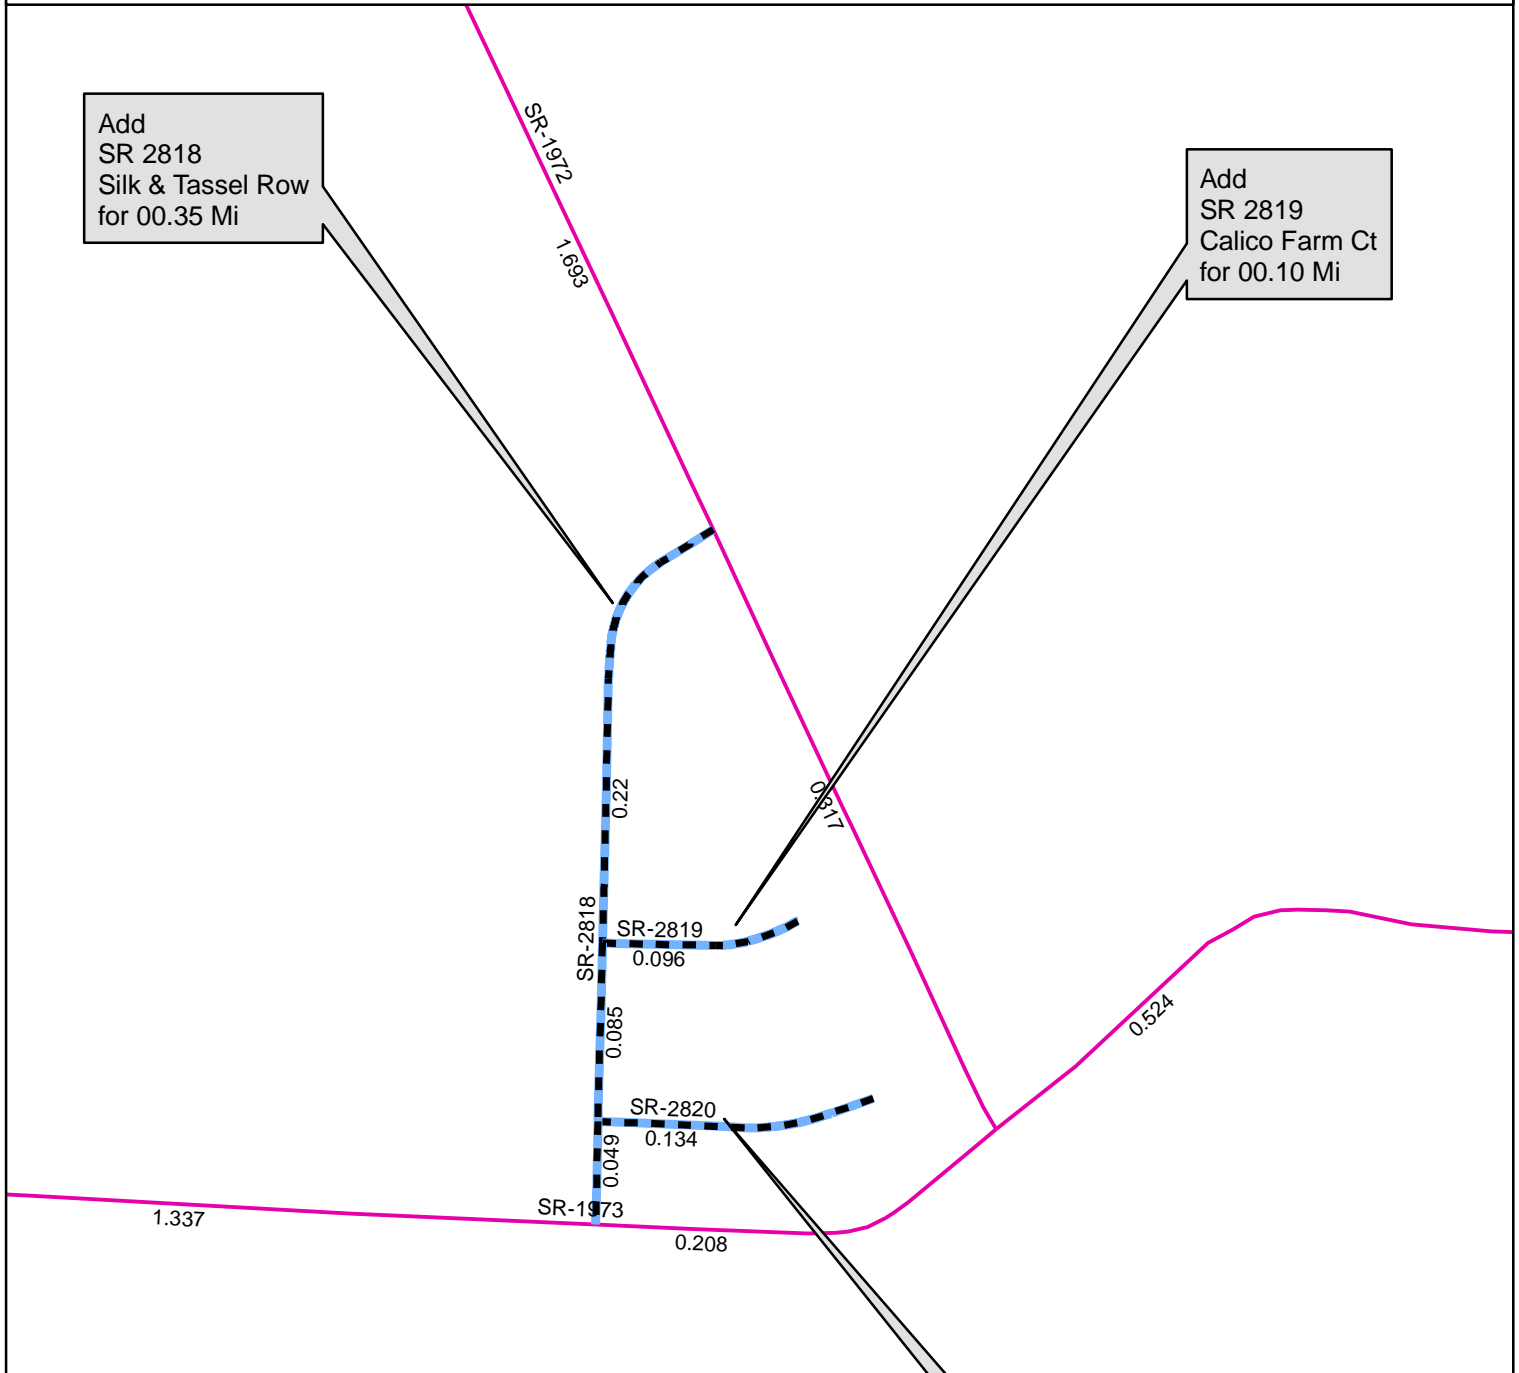 Add
SR 2818
Silk & Tassel Row
for 00.35 Mi
Add
SR 2819
Calico Farm Ct
for 00.10 Mi
SR-1972
1.693
0.317
0.22
SR-2818
SR-2819
0.096
0.085
0.524
SR-2820
0.134
0.049
SR-1973
1.337
0.208